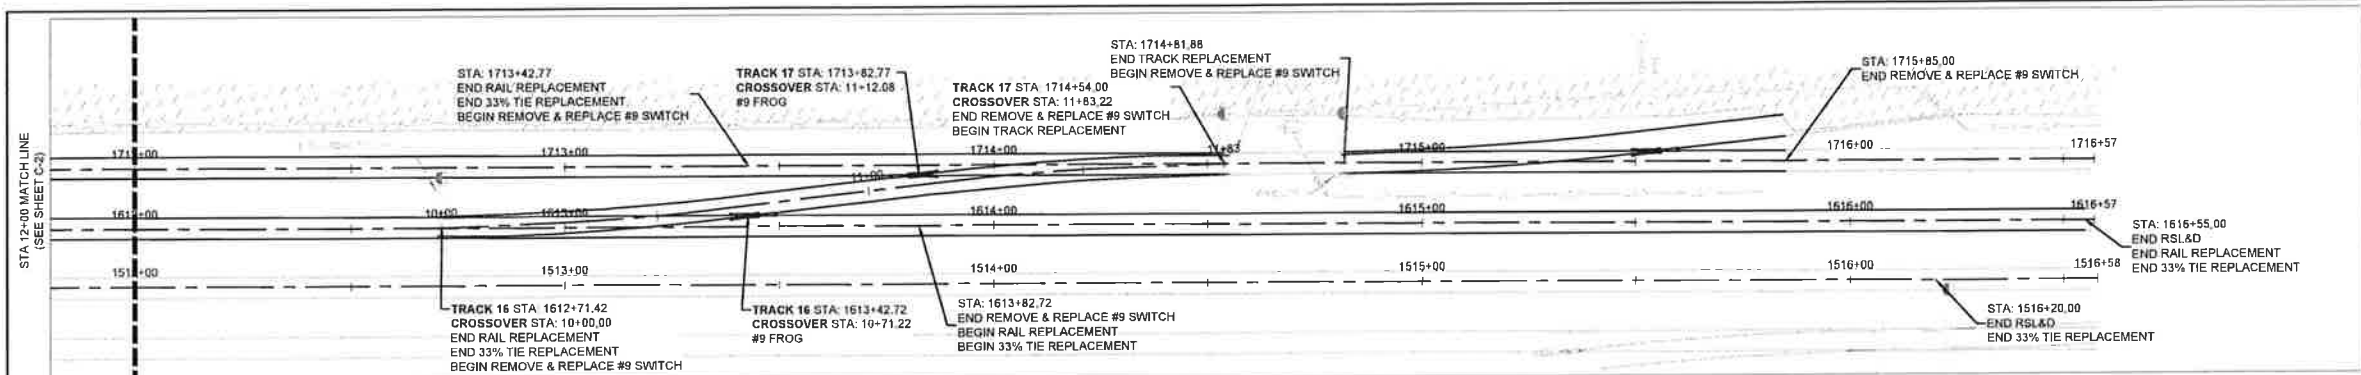 STA 12+00 MATCH LINE
(SEE SHEET C-2)
STA: 1713+42.77
END RAIL REPLACEMENT
END 33% TIE REPLACEMENT
BEGIN REMOVE & REPLACE #9 SWITCH
TRACK 17 STA: 1713+82.77
CROSSOVER STA: 11+12.08
#9 FROG
TRACK 17 STA 1714+54.00
CROSSOVER STA: 11+83.22
END REMOVE & REPLACE #9 SWITCH
BEGIN TRACK REPLACEMENT
STA: 1714+81.88
END TRACK REPLACEMENT
BEGIN REMOVE & REPLACE #9 SWITCH
STA: 1715+85.00
END REMOVE & REPLACE #9 SWITCH
1713+00
1714+00
11+83
1715+00
1716+00
1716+57
11+00
10+00
1613+00
1614+00
1615+00
1616+00
1616+57
1513+00
1514+00
1515+00
1516+00
1516+58
TRACK 16 STA: 1612+71.42
CROSSOVER STA: 10+00.00
END RAIL REPLACEMENT
END 33% TIE REPLACEMENT
BEGIN REMOVE & REPLACE #9 SWITCH
TRACK 16 STA: 1613+42.72
CROSSOVER STA: 10+71.22
#9 FROG
STA: 1613+82.72
END REMOVE & REPLACE #9 SWITCH
BEGIN RAIL REPLACEMENT
BEGIN 33% TIE REPLACEMENT
STA: 1616+55.00
END RSL&D
END RAIL REPLACEMENT
END 33% TIE REPLACEMENT
STA: 1516+20.00
END RSL&D
END 33% TIE REPLACEMENT